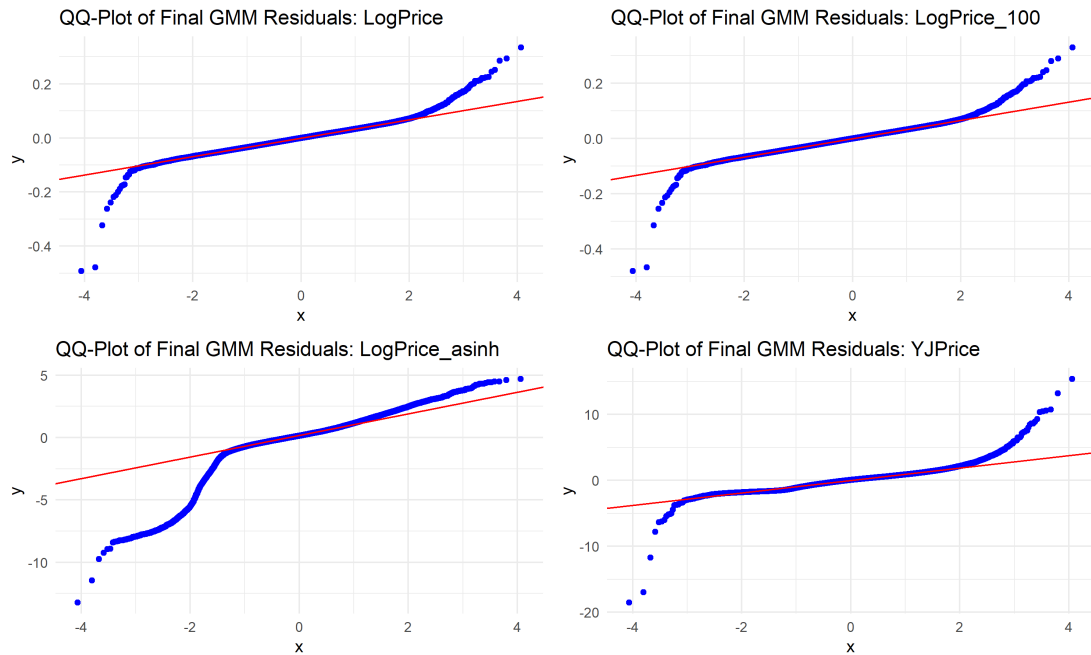 QQ-Plot of Final GMM Residuals: LogPrice
0.2
0.0
-0.2
-0.4
y
-4 -2 0 2 4
x
QQ-Plot of Final GMM Residuals: LogPrice_100
0.2
0.0
-0.2
-0.4
y
-4 -2 0 2 4
x
QQ-Plot of Final GMM Residuals: LogPrice_asinh
5
0
-5
-10
y
-4 -2 0 2 4
x
QQ-Plot of Final GMM Residuals: YJPrice
10
0
-10
-20
y
-4 -2 0 2 4
x